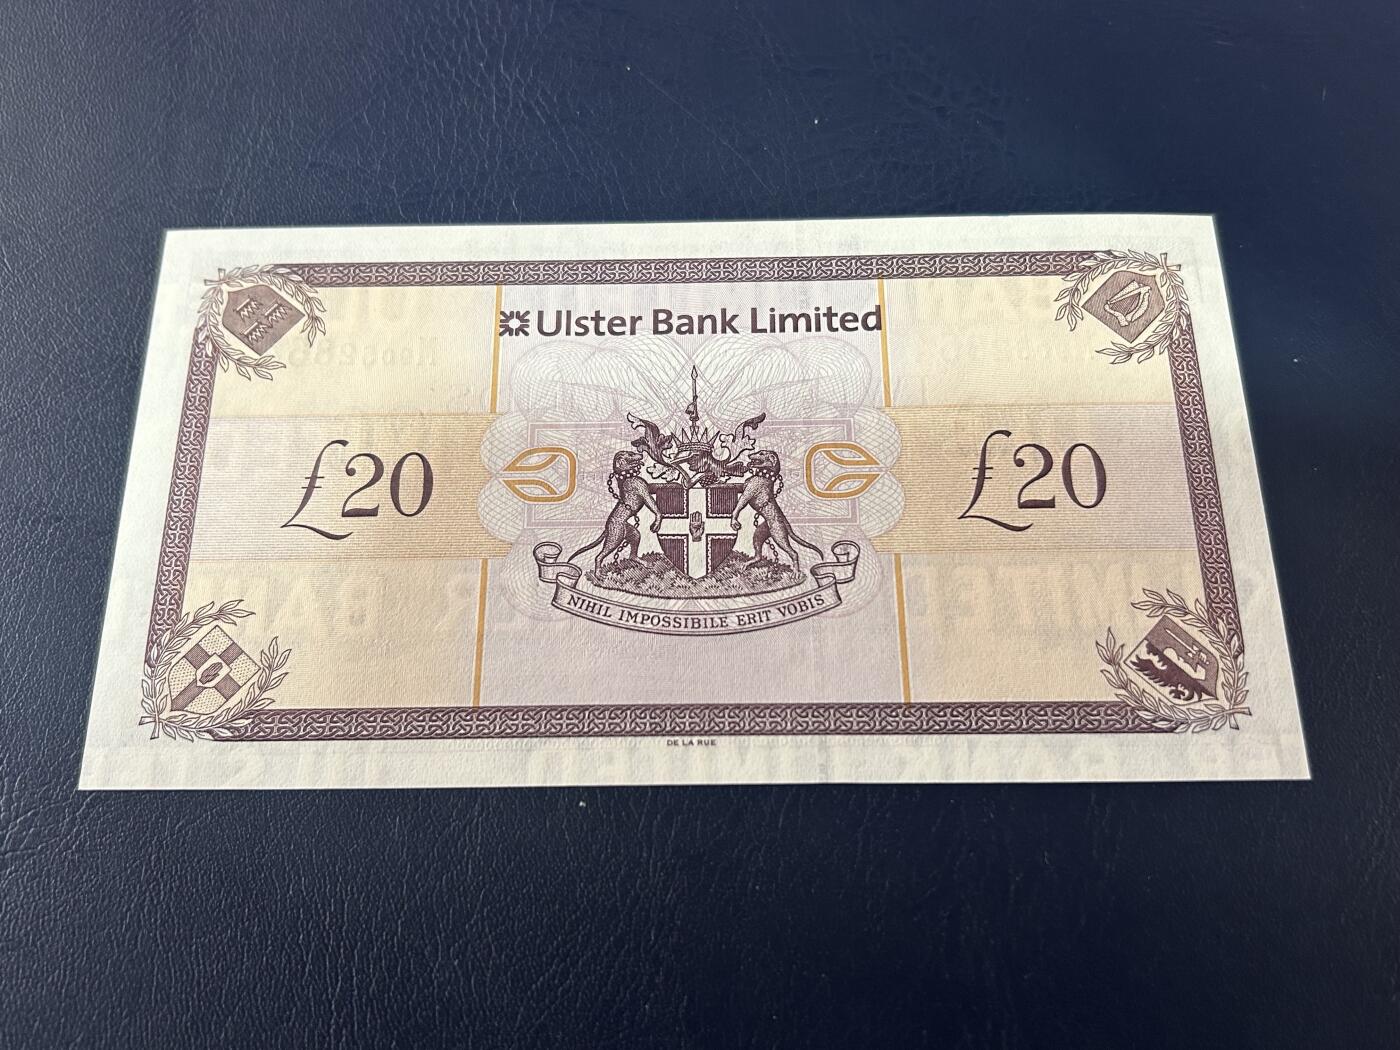 Ulster Bank Limited
£20
£20
NIHIL IMPOSSIBILE ERIT VOBIS
DE LA RUE